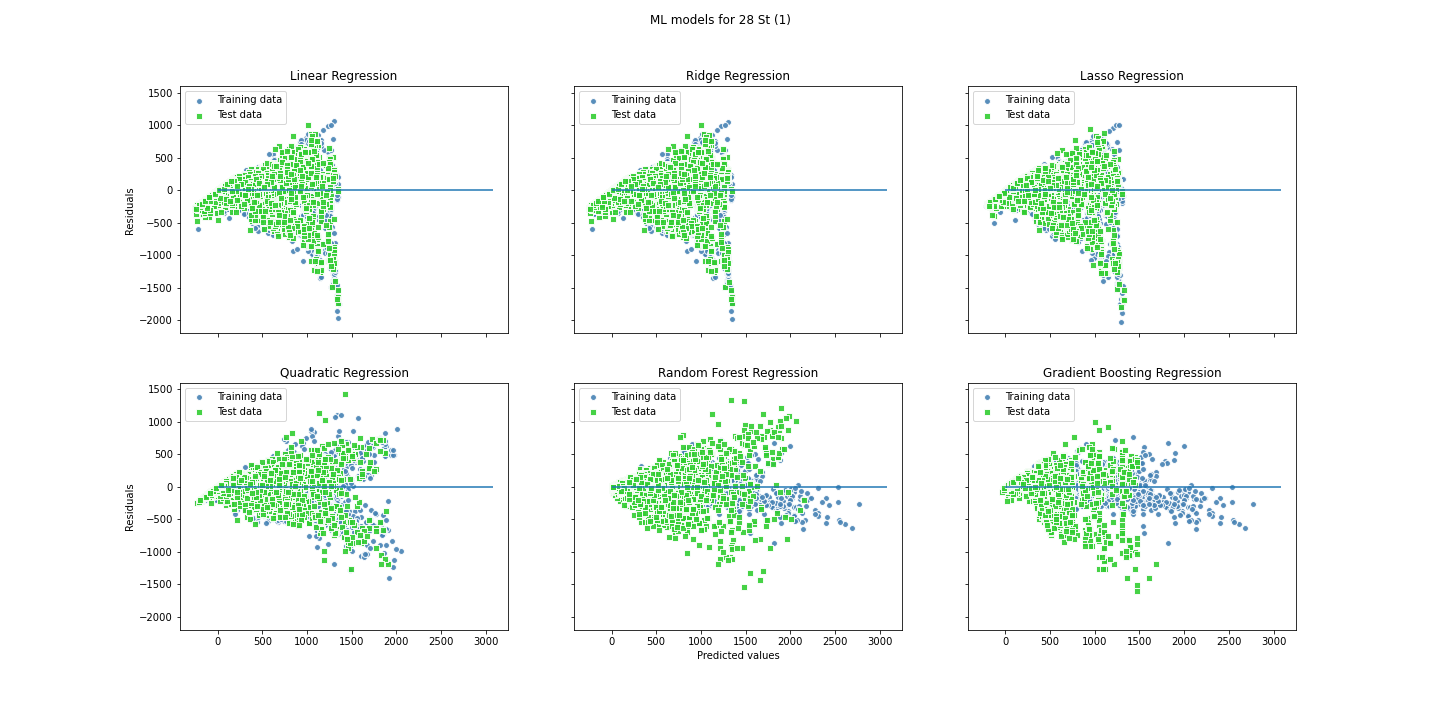 ML models for 28 St (1)
Linear Regression
Ridge Regression
Lasso Regression
Training data
Test data
Training data
Test data
Training data
Test data
1500
1000
500
0
−500
−1000
−1500
−2000
Residuals
Quadratic Regression
Random Forest Regression
Gradient Boosting Regression
Training data
Test data
Training data
Test data
Training data
Test data
1500
1000
500
0
−500
−1000
−1500
−2000
Residuals
0 500 1000 1500 2000 2500 3000
0 500 1000 1500 2000 2500 3000
0 500 1000 1500 2000 2500 3000
Predicted values